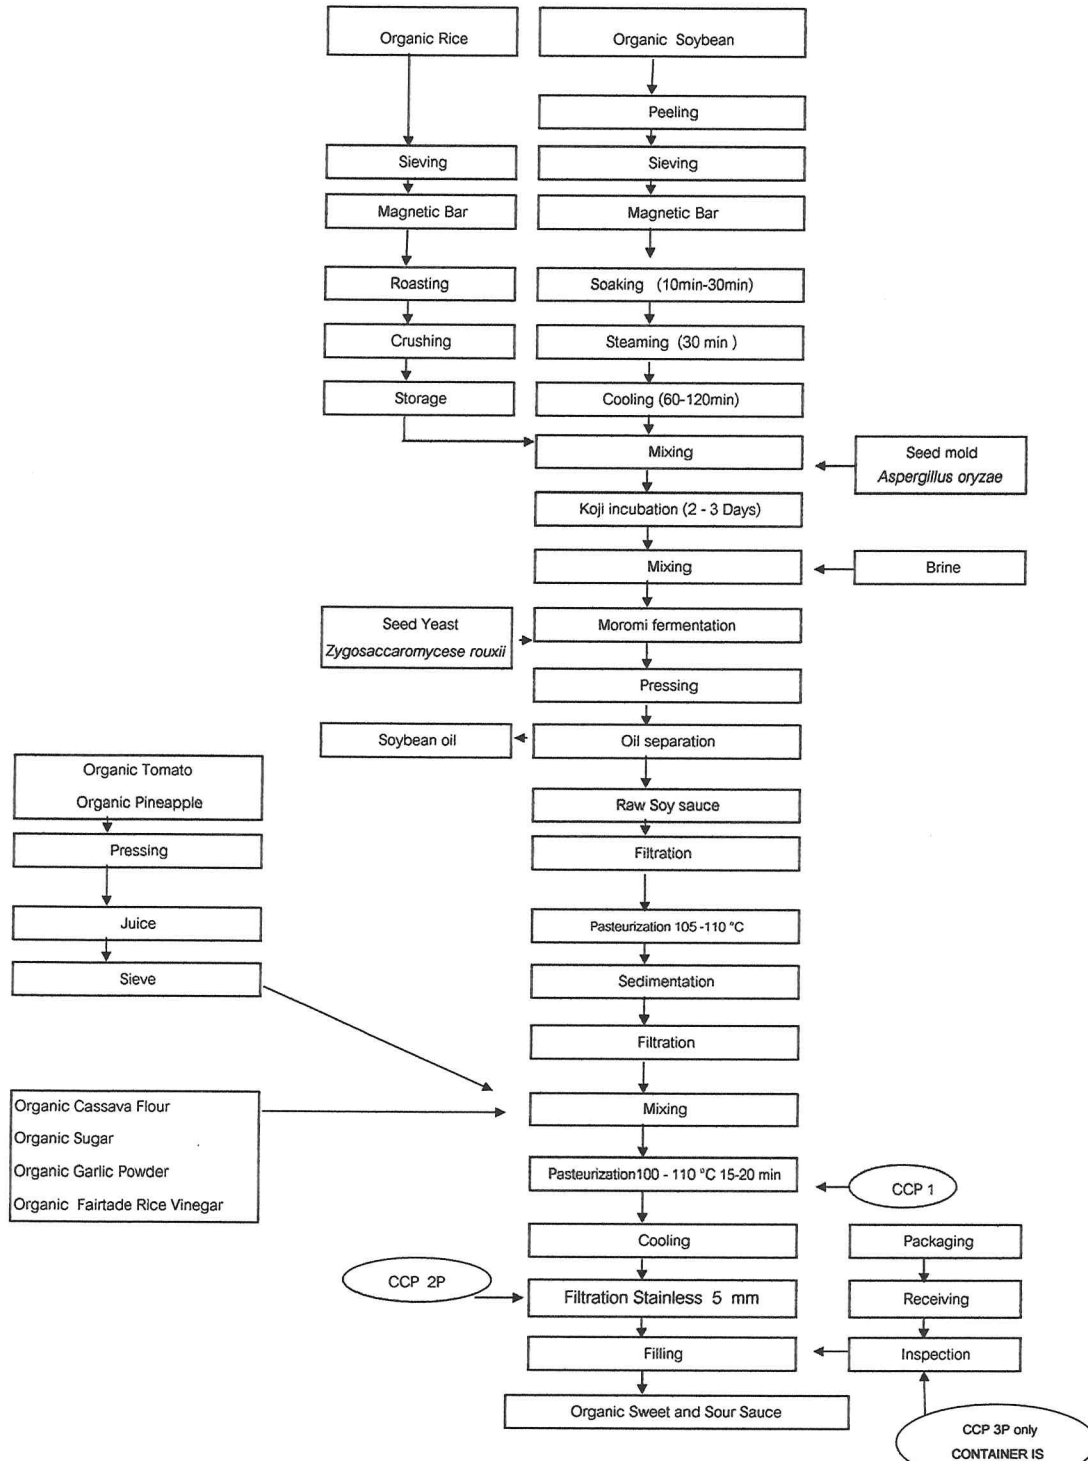 Organic Rice
Organic Soybean
Peeling
Sieving
Sieving
Magnetic Bar
Magnetic Bar
Roasting
Soaking (10min-30min)
Crushing
Steaming (30 min )
Storage
Cooling (60-120min)
Mixing
Seed mold
Aspergillus oryzae
Koji incubation (2 - 3 Days)
Mixing
Brine
Seed Yeast
Zygosaccaromycese rouxii
Moromi fermentation
Pressing
Soybean oil
Oil separation
Organic Tomato
Organic Pineapple
Raw Soy sauce
Pressing
Filtration
Juice
Pasteurization 105 -110 °C
Sieve
Sedimentation
Filtration
Organic Cassava Flour
Organic Sugar
Organic Garlic Powder
Organic Fairtade Rice Vinegar
Mixing
Pasteurization100 - 110 °C 15-20 min
CCP 1
Cooling
Packaging
CCP 2P
Filtration Stainless 5 mm
Receiving
Filling
Inspection
Organic Sweet and Sour Sauce
CCP 3P only
CONTAINER IS